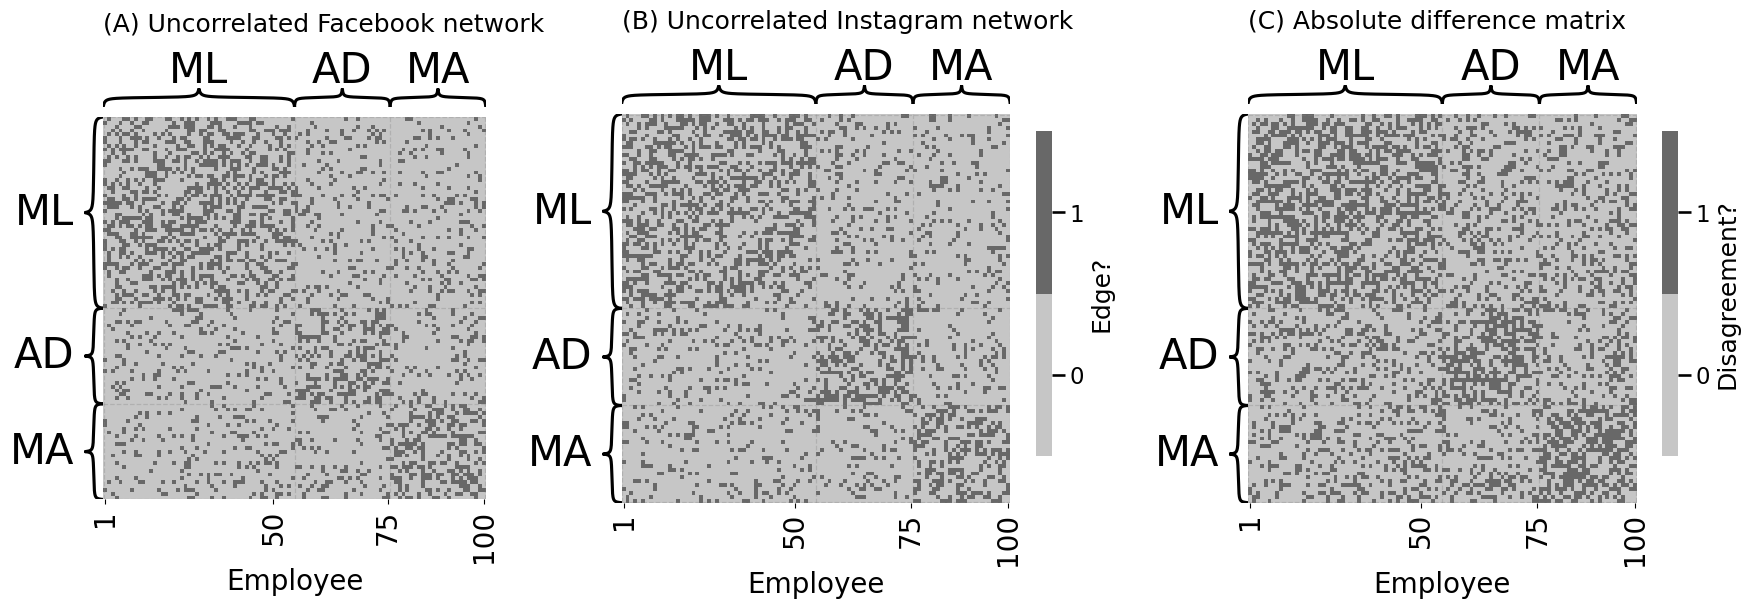 (A) Uncorrelated Facebook network
ML AD MA
ML
AD
MA
1 50 75 100
Employee
(B) Uncorrelated Instagram network
ML AD MA
ML
AD
MA
1 50 75 100
Employee
1
0
Edge?
(C) Absolute difference matrix
ML AD MA
ML
AD
MA
1 50 75 100
Employee
1
0
Disagreement?